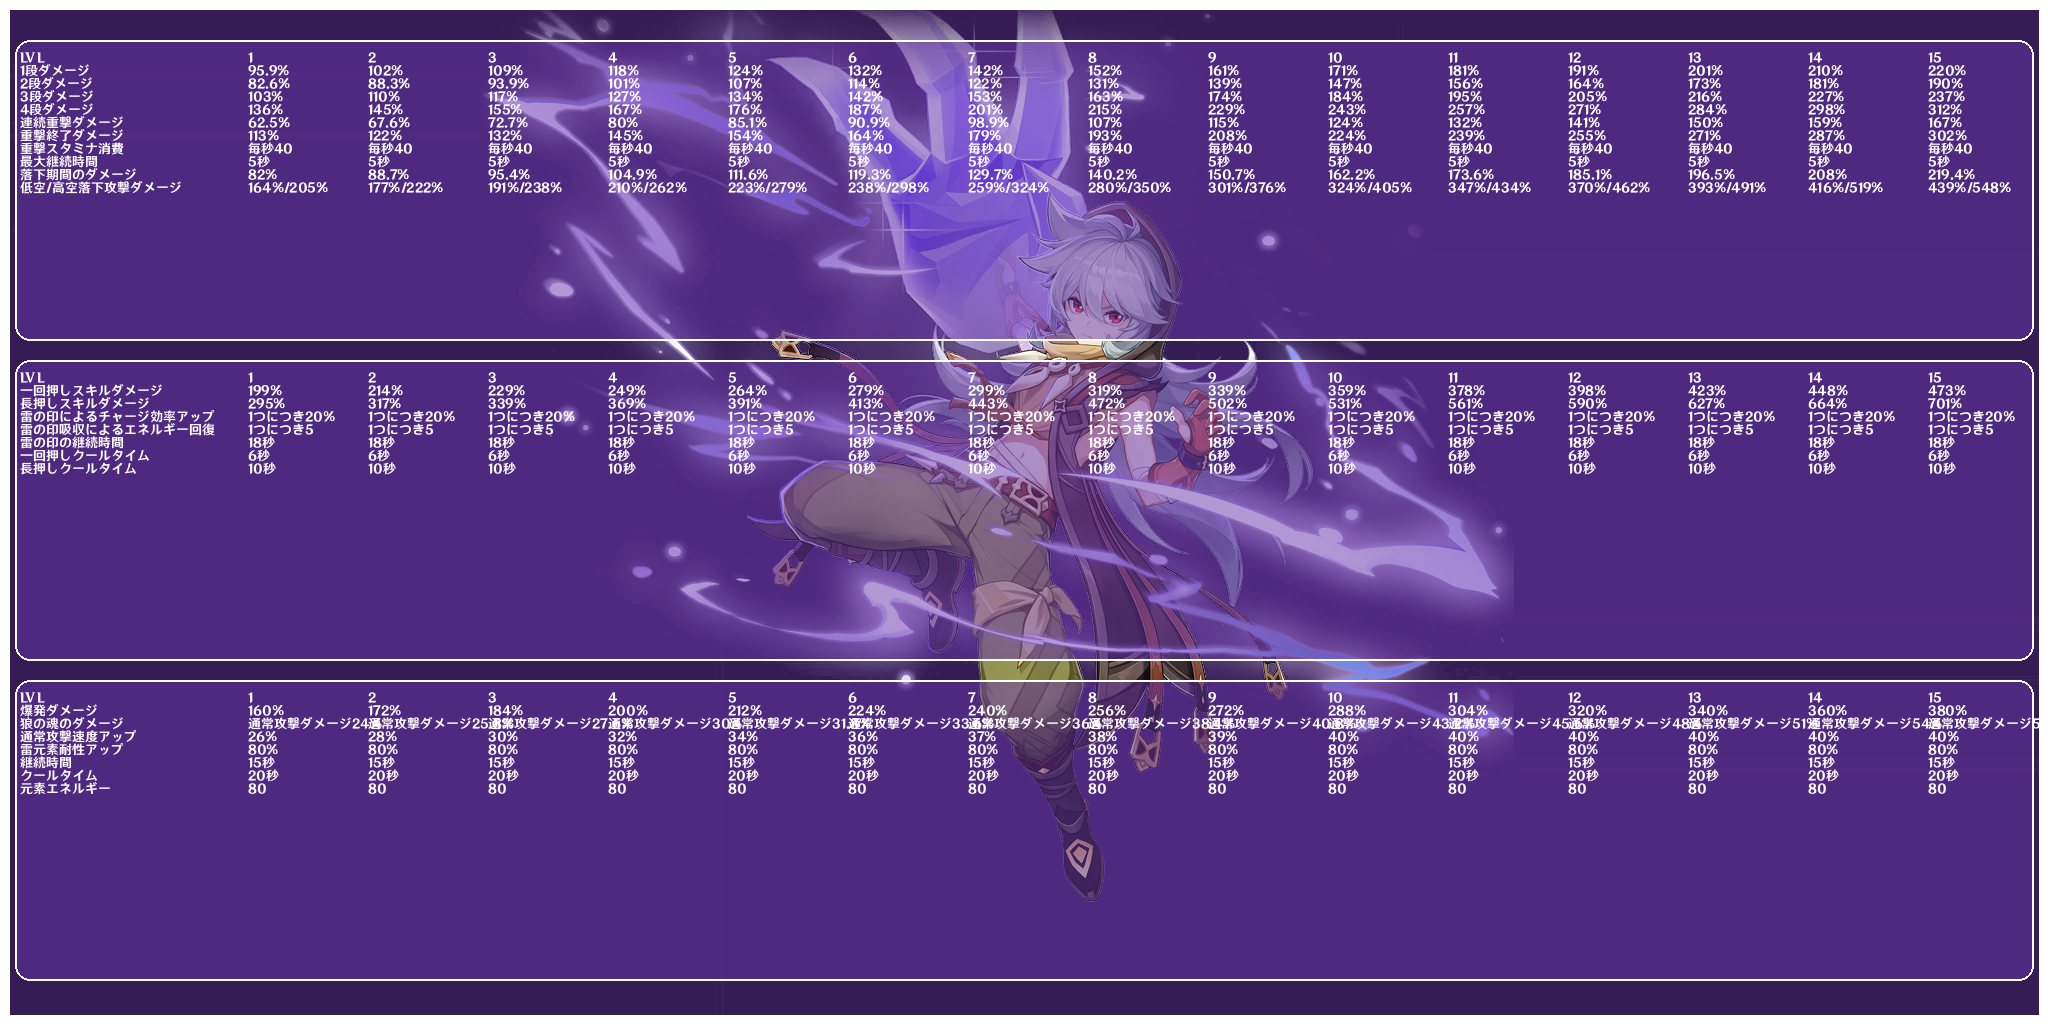 LVL 1 2 3 4 5 6 7 8 9 10 11 12 13 14 15
1段ダメージ 95.9% 102% 109% 118% 124% 132% 142% 152% 161% 171% 181% 191% 201% 210% 220%
2段ダメージ 82.6% 88.3% 93.9% 101% 107% 114% 122% 131% 139% 147% 156% 164% 173% 181% 190%
3段ダメージ 103% 110% 117% 127% 134% 142% 153% 163% 174% 184% 195% 205% 216% 227% 237%
4段ダメージ 136% 145% 155% 167% 176% 187% 201% 215% 229% 243% 257% 271% 284% 298% 312%
連続重撃ダメージ 62.5% 67.6% 72.7% 80% 85.1% 90.9% 98.9% 107% 115% 124% 132% 141% 150% 159% 167%
重撃終了ダメージ 113% 122% 132% 145% 154% 164% 179% 193% 208% 224% 239% 255% 271% 287% 302%
重撃スタミナ消費 毎秒40 毎秒40 毎秒40 毎秒40 毎秒40 毎秒40 毎秒40 毎秒40 毎秒40 毎秒40 毎秒40 毎秒40 毎秒40 毎秒40 毎秒40
最大継続時間 5秒 5秒 5秒 5秒 5秒 5秒 5秒 5秒 5秒 5秒 5秒 5秒 5秒 5秒 5秒
落下期間のダメージ 82% 88.7% 95.4% 104.9% 111.6% 119.3% 129.7% 140.2% 150.7% 162.2% 173.6% 185.1% 196.5% 208% 219.4%
低空/高空落下攻撃ダメージ 164%/205% 177%/222% 191%/238% 210%/262% 223%/279% 238%/298% 259%/324% 280%/350% 301%/376% 324%/405% 347%/434% 370%/462% 393%/491% 416%/519% 439%/548%
LVL 1 2 3 4 5 6 7 8 9 10 11 12 13 14 15
一回押しスキルダメージ 199% 214% 229% 249% 264% 279% 299% 319% 339% 359% 378% 398% 423% 448% 473%
長押しスキルダメージ 295% 317% 339% 369% 391% 413% 443% 472% 502% 531% 561% 590% 627% 664% 701%
雷の印によるチャージ効率アップ 1つにつき20% 1つにつき20% 1つにつき20% 1つにつき20% 1つにつき20% 1つにつき20% 1つにつき20% 1つにつき20% 1つにつき20% 1つにつき20% 1つにつき20% 1つにつき20% 1つにつき20% 1つにつき20% 1つにつき20%
雷の印吸収によるエネルギー回復 1つにつき5 1つにつき5 1つにつき5 1つにつき5 1つにつき5 1つにつき5 1つにつき5 1つにつき5 1つにつき5 1つにつき5 1つにつき5 1つにつき5 1つにつき5 1つにつき5 1つにつき5
雷の印の継続時間 18秒 18秒 18秒 18秒 18秒 18秒 18秒 18秒 18秒 18秒 18秒 18秒 18秒 18秒 18秒
一回押しクールタイム 6秒 6秒 6秒 6秒 6秒 6秒 6秒 6秒 6秒 6秒 6秒 6秒 6秒 6秒 6秒
長押しクールタイム 10秒 10秒 10秒 10秒 10秒 10秒 10秒 10秒 10秒 10秒 10秒 10秒 10秒 10秒 10秒
LVL 1 2 3 4 5 6 7 8 9 10 11 12 13 14 15
爆発ダメージ 160% 172% 184% 200% 212% 224% 240% 256% 272% 288% 304% 320% 340% 360% 380%
狼の魂のダメージ 通常攻撃ダメージ 通常攻撃ダメージ 通常攻撃ダメージ 通常攻撃ダメージ 通常攻撃ダメージ 通常攻撃ダメージ 通常攻撃ダメージ 通常攻撃ダメージ 通常攻撃ダメージ 通常攻撃ダメージ 通常攻撃ダメージ 通常攻撃ダメージ 通常攻撃ダメージ 通常攻撃ダメージ 通常攻撃ダメージ
通常攻撃速度アップ 26% 28% 30% 32% 34% 36% 37% 38% 39% 40% 40% 40% 40% 40% 40%
雷元素耐性アップ 80% 80% 80% 80% 80% 80% 80% 80% 80% 80% 80% 80% 80% 80% 80%
継続時間 15秒 15秒 15秒 15秒 15秒 15秒 15秒 15秒 15秒 15秒 15秒 15秒 15秒 15秒 15秒
クールタイム 20秒 20秒 20秒 20秒 20秒 20秒 20秒 20秒 20秒 20秒 20秒 20秒 20秒 20秒 20秒
元素エネルギー 80 80 80 80 80 80 80 80 80 80 80 80 80 80 80